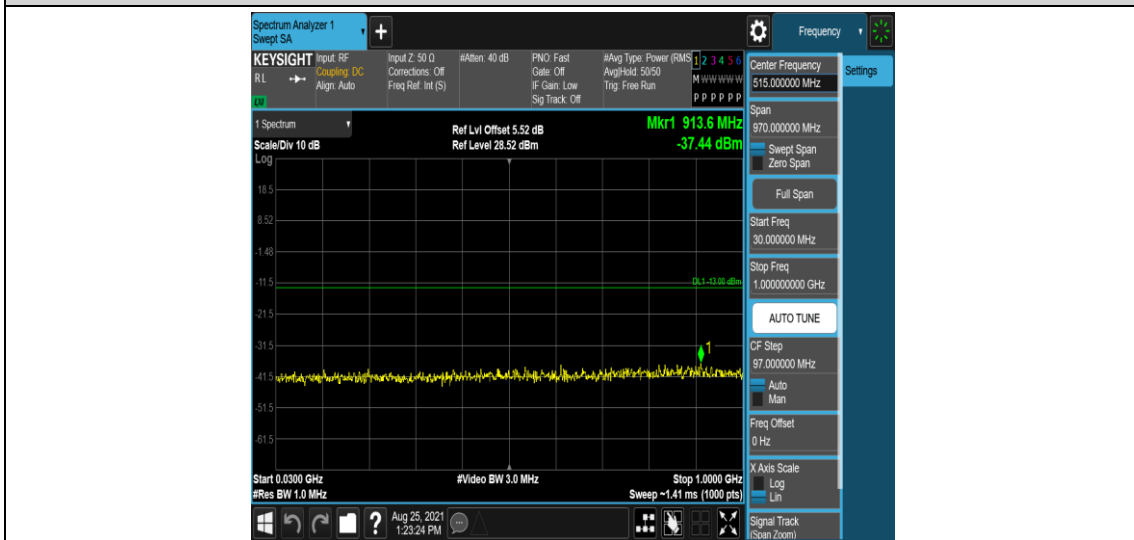 Spectrum Analyzer 1
Swept SA
+
Frequency
KEYSIGHT
RL
LXI
Input: RF
Coupling: DC
Align: Auto
Input Z: 50 Ω
Corrections: Off
Freq Ref: Int (S)
#Atten: 40 dB
PNO: Fast
Gate: Off
IF Gain: Low
Sig Track: Off
#Avg Type: Power (RMS
Avg|Hold: 50/50
Trig: Free Run
1 2 3 4 5 6
M W W W W W
P P P P P P
1 Spectrum
Scale/Div 10 dB
Ref Lvl Offset 5.52 dB
Ref Level 28.52 dBm
Mkr1 913.6 MHz
-37.44 dBm
Log
18.5
8.52
-1.48
-11.5
DL1 -13.00 dBm
-21.5
-31.5
1
-41.5
-51.5
-61.5
Start 0.0300 GHz
#Video BW 3.0 MHz
Stop 1.0000 GHz
#Res BW 1.0 MHz
Sweep ~1.41 ms (1000 pts)
?
Aug 25, 2021
1:23:24 PM
Center Frequency
515.000000 MHz
Settings
Span
970.000000 MHz
Swept Span
Zero Span
Full Span
Start Freq
30.000000 MHz
Stop Freq
1.000000000 GHz
AUTO TUNE
CF Step
97.000000 MHz
Auto
Man
Freq Offset
0 Hz
X Axis Scale
Log
Lin
Signal Track
(Span Zoom)